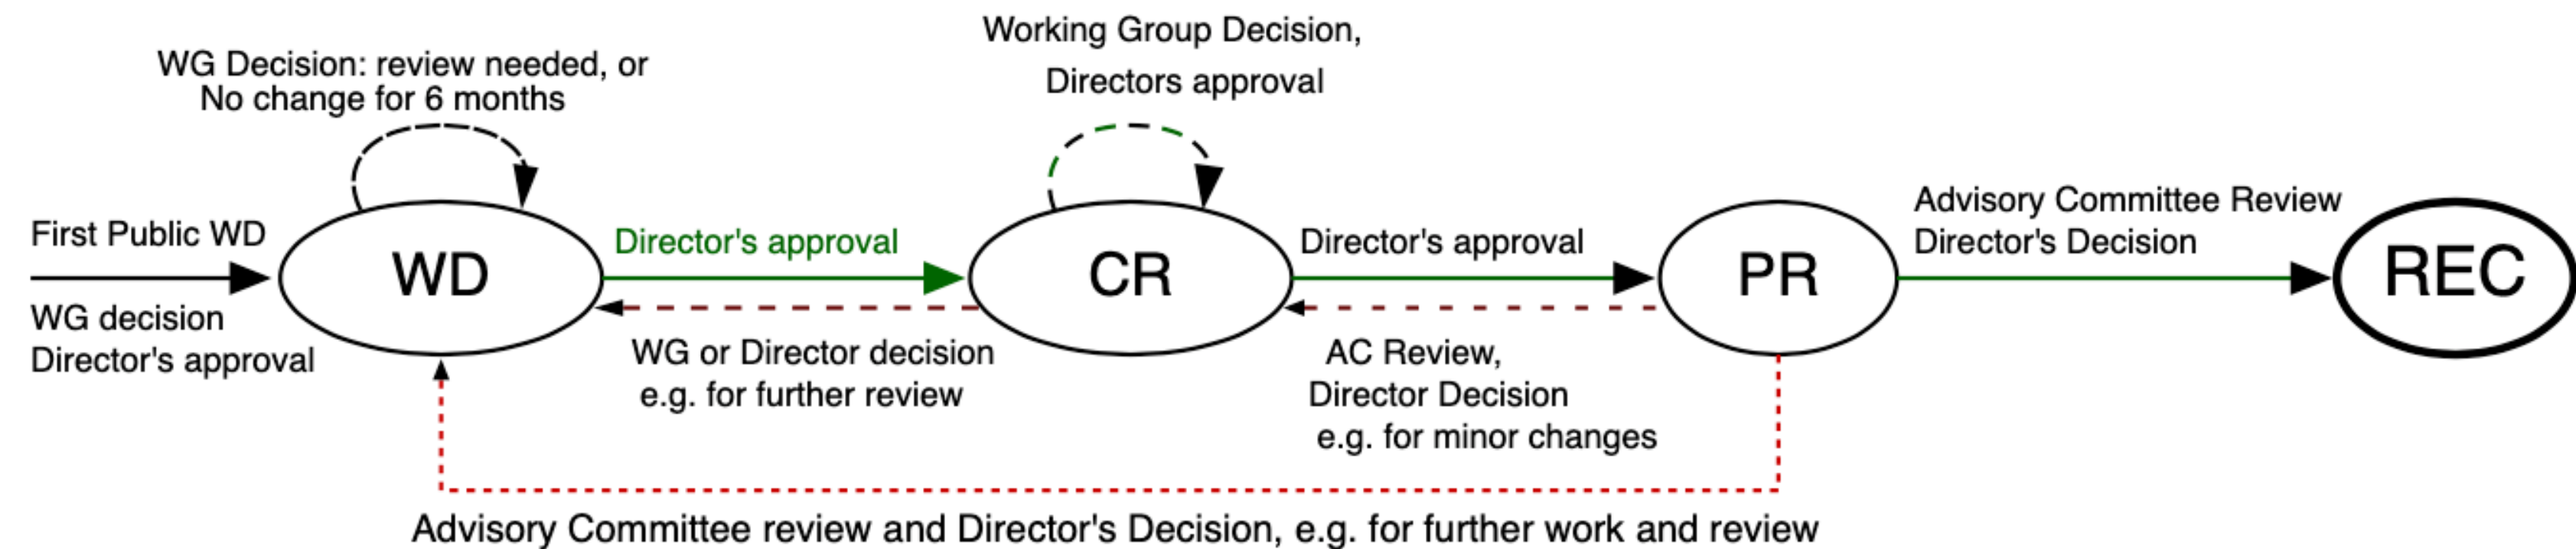 WG Decision: review needed, or
No change for 6 months
Working Group Decision,
Directors approval
First Public WD
WG decision
Director's approval
WD
Director's approval
WG or Director decision
e.g. for further review
CR
Director's approval
AC Review,
Director Decision
e.g. for minor changes
PR
Advisory Committee Review
Director's Decision
REC
Advisory Committee review and Director's Decision, e.g. for further work and review